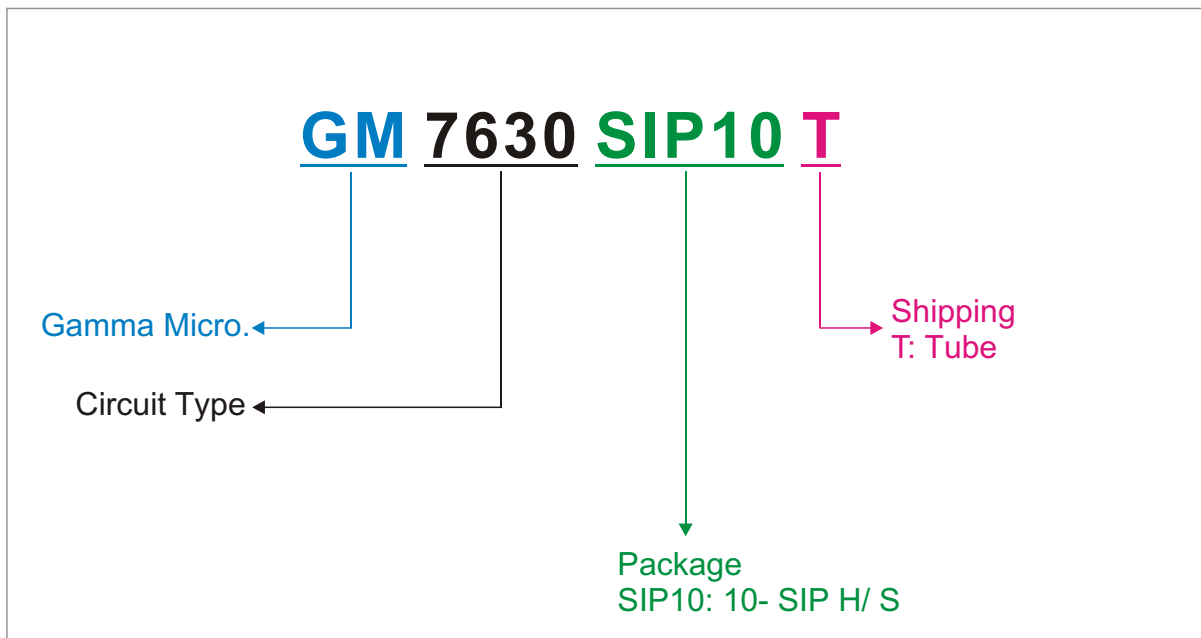 GM 7630 SIP10 T
Gamma Micro.
Shipping
T: Tube
Circuit Type
Package
SIP10: 10- SIP H/ S